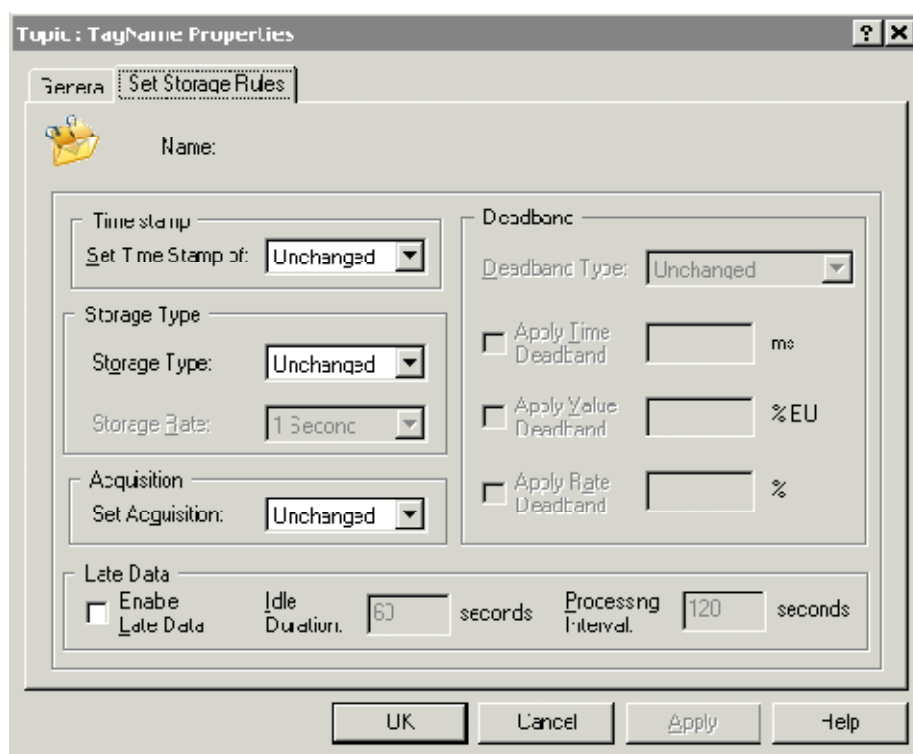 Topic : TagName Properties
General
Set Storage Rules
Name:
Time stamp
Set Time Stamp of:
Unchanged
Storage Type
Storage Type:
Unchanged
Storage Rate:
1 Second
Acquisition
Set Acquisition:
Unchanged
Deadband
Deadband Type:
Unchanged
Apply Time
Deadband
ms
Apply Value
Deadband
% EU
Apply Rate
Deadband
%
Late Data
Enable
Late Data
Idle
Duration:
60
seconds
Processing
Interval:
120
seconds
OK
Cancel
Apply
Help